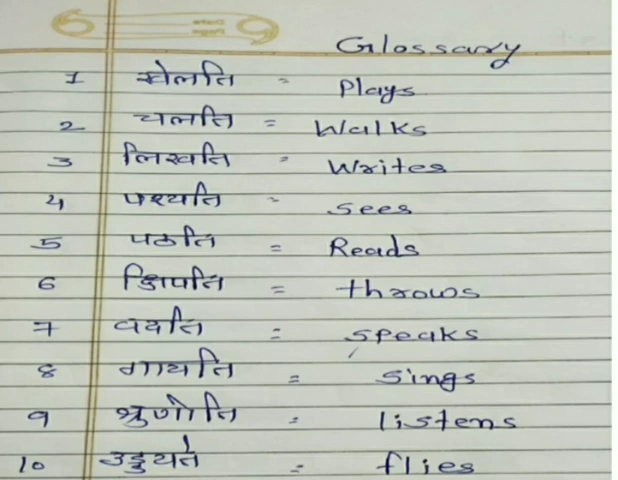 Glossary
1 खेलति = Plays
2 चलति = Walks
3 लिखति = Writes
4 पश्यति = Sees
5 पठति = Reads
6 क्षिपति = throws
7 वदति = speaks
8 गायति = sings
9 श्रुणोति = listens
10 उड्डयते = flies